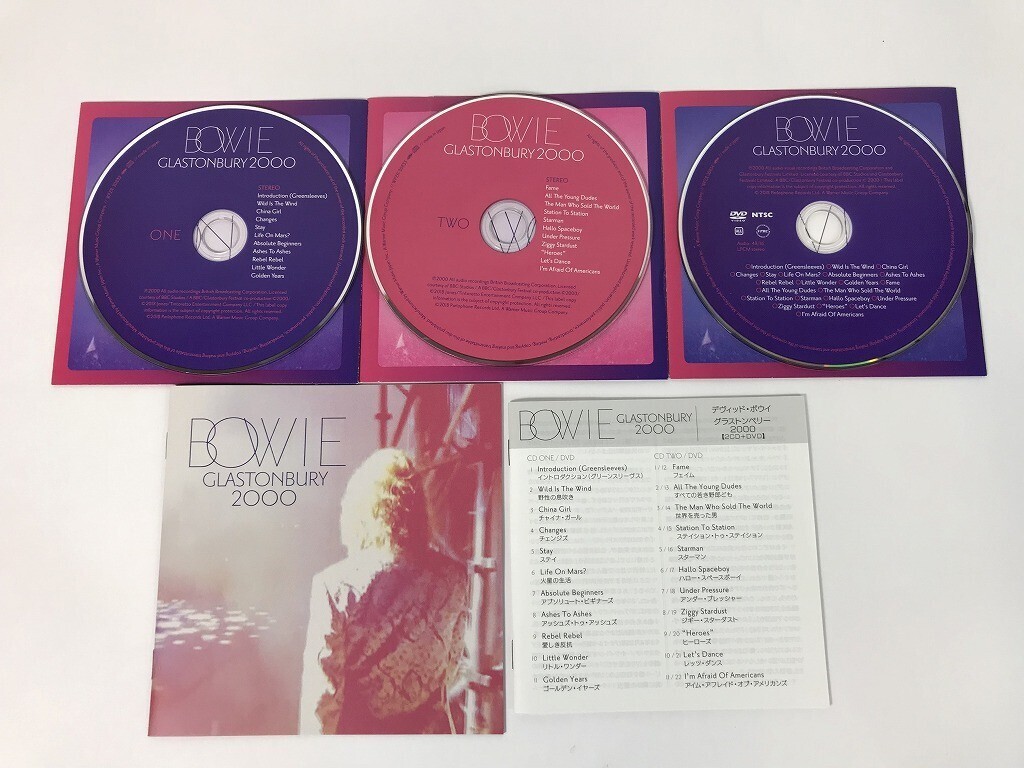 BOWIE
GLASTONBURY 2000
ONE
STEREO
Introduction (Greensleeves)
Wild Is The Wind
China Girl
Changes
Stay
Life On Mars?
Absolute Beginners
Ashes To Ashes
Rebel Rebel
Little Wonder
Golden Years
BOWIE
GLASTONBURY 2000
TWO
STEREO
Fame
All The Young Dudes
The Man Who Sold The World
Station To Station
Starman
Hallo Spaceboy
Under Pressure
Ziggy Stardust
"Heroes"
Let's Dance
I'm Afraid Of Americans
BOWIE
GLASTONBURY 2000
DVD NTSC
VIDEO
Introduction (Greensleeves) Wild Is The Wind China Girl
Changes Stay Life On Mars? Absolute Beginners Ashes To Ashes
Rebel Rebel Little Wonder Golden Years Fame
All The Young Dudes The Man Who Sold The World
Station To Station Starman Hallo Spaceboy Under Pressure
Ziggy Stardust "Heroes" Let's Dance
I'm Afraid Of Americans
BOWIE
GLASTONBURY
2000
BOWIE GLASTONBURY
2000
デヴィッド・ボウイ
グラストンベリー
2000
【2CD+DVD】
CD ONE / DVD
1 Introduction (Greensleeves)
イントロダクション(グリーンスリーヴス)
2 Wild Is The Wind
野性の息吹き
3 China Girl
チャイナ・ガール
4 Changes
チェンジズ
5 Stay
ステイ
6 Life On Mars?
火星の生活
7 Absolute Beginners
アブソリュート・ビギナーズ
8 Ashes To Ashes
アッシュズ・トゥ・アッシュズ
9 Rebel Rebel
愛しき反抗
10 Little Wonder
リトル・ワンダー
11 Golden Years
ゴールデン・イヤーズ
CD TWO / DVD
1 / 12 Fame
フェイム
2 / 13 All The Young Dudes
すべての若き野郎ども
3 / 14 The Man Who Sold The World
世界を売った男
4 / 15 Station To Station
ステイション・トゥ・ステイション
5 / 16 Starman
スターマン
6 / 17 Hallo Spaceboy
ハロー・スペースボーイ
7 / 18 Under Pressure
アンダー・プレッシャー
8 / 19 Ziggy Stardust
ジギー・スターダスト
9 / 20 "Heroes"
ヒーローズ
10 / 21 Let's Dance
レッツ・ダンス
11 / 22 I'm Afraid Of Americans
アイム・アフレイド・オブ・アメリカンズ